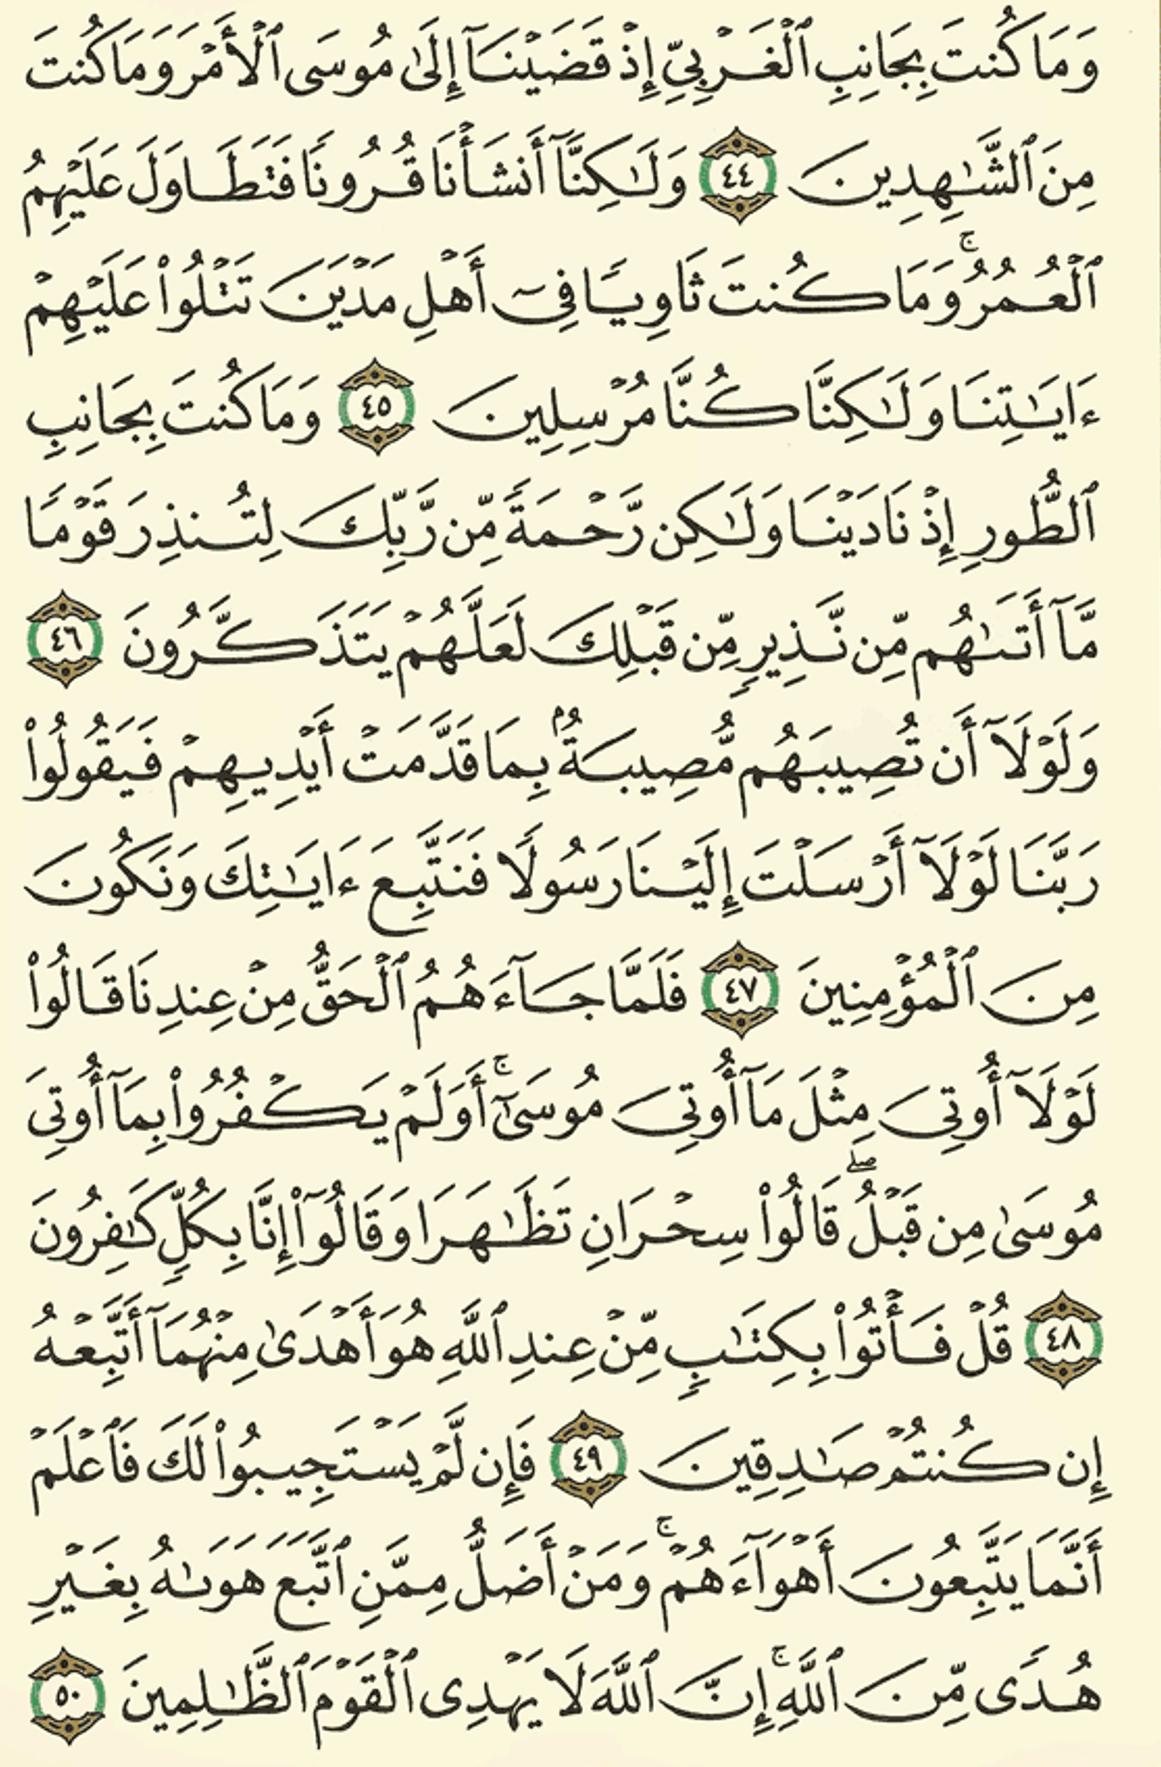 وَمَا كُنتَ بِجَانِبِ ٱلْغَرْبِيِّ إِذْ قَضَيْنَآ إِلَىٰ مُوسَى ٱلْأَمْرَ وَمَا كُنتَ
مِنَ ٱلشَّـٰهِدِينَ ٤٤ وَلَـٰكِنَّآ أَنشَأْنَا قُرُونًا فَتَطَاوَلَ عَلَيْهِمُ
ٱلْعُمُرُ ۚ وَمَا كُنتَ ثَاوِيًا فِىٓ أَهْلِ مَدْيَنَ تَتْلُوا۟ عَلَيْهِمْ
ءَايَـٰتِنَا وَلَـٰكِنَّا كُنَّا مُرْسِلِينَ ٤٥ وَمَا كُنتَ بِجَانِبِ
ٱلطُّورِ إِذْ نَادَيْنَا وَلَـٰكِن رَّحْمَةً مِّن رَّبِّكَ لِتُنذِرَ قَوْمًا
مَّآ أَتَىٰهُم مِّن نَّذِيرٍ مِّن قَبْلِكَ لَعَلَّهُمْ يَتَذَكَّرُونَ ٤٦
وَلَوْلَآ أَن تُصِيبَهُم مُّصِيبَةٌۢ بِمَا قَدَّمَتْ أَيْدِيهِمْ فَيَقُولُوا۟
رَبَّنَا لَوْلَآ أَرْسَلْتَ إِلَيْنَا رَسُولًا فَنَتَّبِعَ ءَايَـٰتِكَ وَنَكُونَ
مِنَ ٱلْمُؤْمِنِينَ ٤٧ فَلَمَّا جَآءَهُمُ ٱلْحَقُّ مِنْ عِندِنَا قَالُوا۟
لَوْلَآ أُوتِىَ مِثْلَ مَآ أُوتِىَ مُوسَىٰٓ ۚ أَوَلَمْ يَكْفُرُوا۟ بِمَآ أُوتِىَ
مُوسَىٰ مِن قَبْلُ ۖ قَالُوا۟ سِحْرَانِ تَظَـٰهَرَا وَقَالُوٓا۟ إِنَّا بِكُلٍّ كَـٰفِرُونَ
٤٨ قُلْ فَأْتُوا۟ بِكِتَـٰبٍ مِّنْ عِندِ ٱللَّهِ هُوَ أَهْدَىٰ مِنْهُمَآ أَتَّبِعْهُ
إِن كُنتُمْ صَـٰدِقِينَ ٤٩ فَإِن لَّمْ يَسْتَجِيبُوا۟ لَكَ فَٱعْلَمْ
أَنَّمَا يَتَّبِعُونَ أَهْوَآءَهُمْ ۚ وَمَنْ أَضَلُّ مِمَّنِ ٱتَّبَعَ هَوَىٰهُ بِغَيْرِ
هُدًى مِّنَ ٱللَّهِ ۚ إِنَّ ٱللَّهَ لَا يَهْدِى ٱلْقَوْمَ ٱلظَّـٰلِمِينَ ٥٠